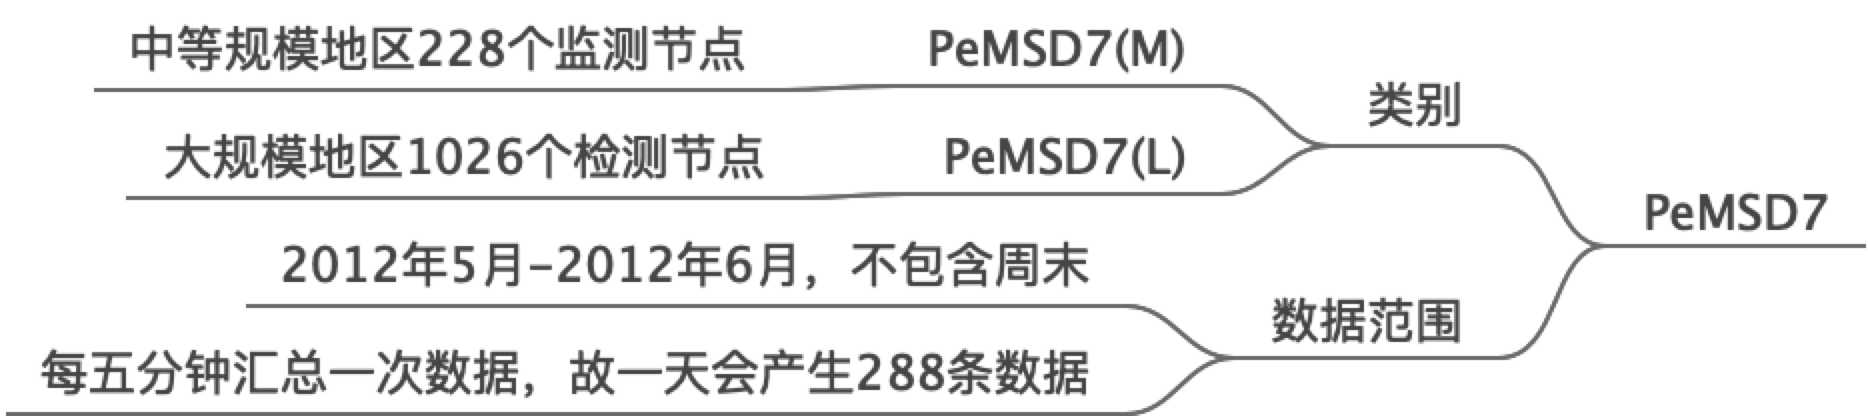 中等规模地区228个监测节点
PeMSD7(M)
类别
大规模地区1026个检测节点
PeMSD7(L)
PeMSD7
2012年5月-2012年6月，不包含周末
数据范围
每五分钟汇总一次数据，故一天会产生288条数据